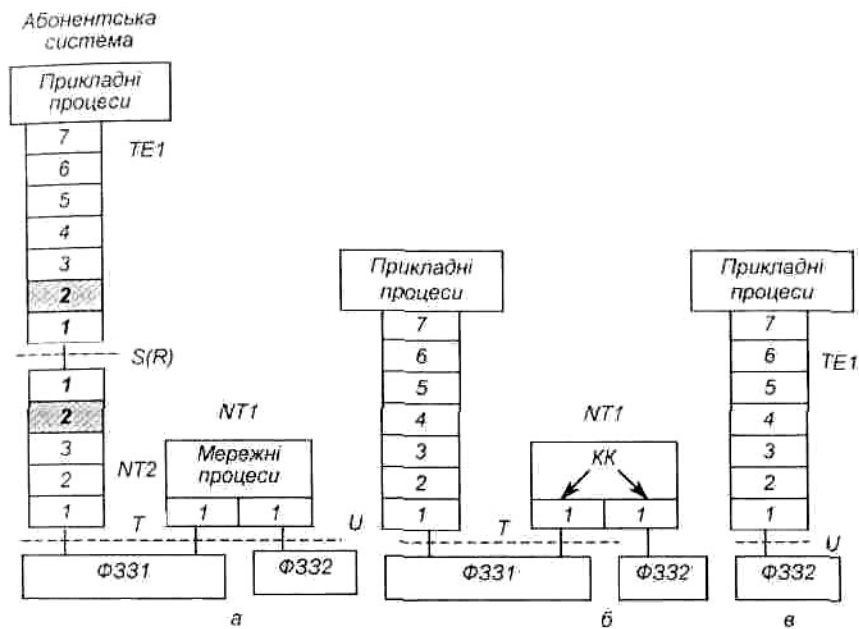 Абонентська
система
Прикладні
процеси
7
6
5
4
3
2
1
TE1
S(R)
1
2
3
2
1
NT2
NT1
Мережні
процеси
1 1
T
U
ФЗЗ1
ФЗЗ2
а
Прикладні
процеси
7
6
5
4
3
2
1
NT1
КК
1 1
T
ФЗЗ1
ФЗЗ2
б
Прикладні
процеси
7
6
5
4
3
2
1
TE1
U
ФЗЗ2
в